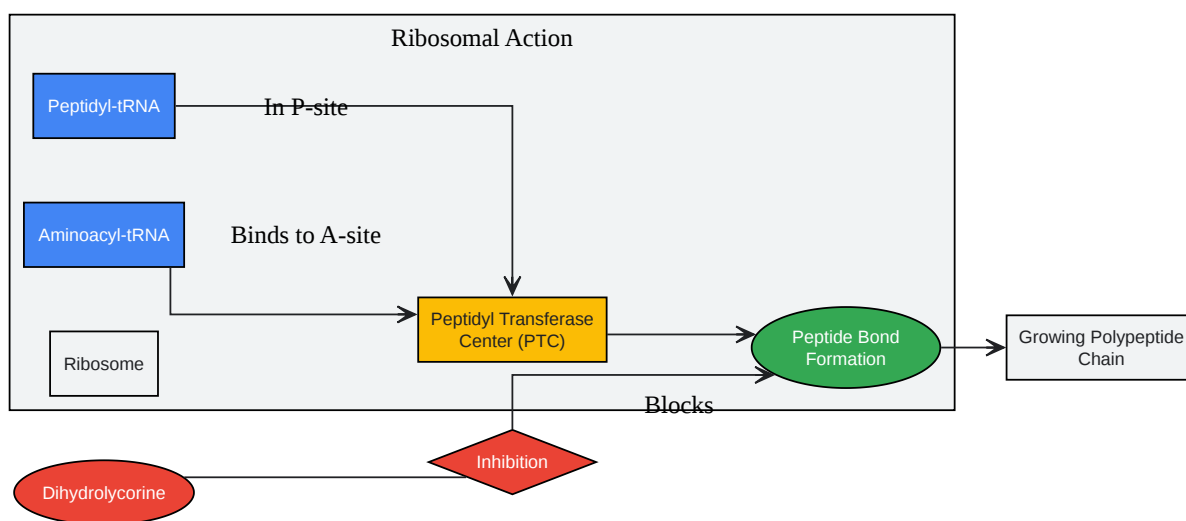 Ribosomal Action
Peptidyl-tRNA
In P-site
Aminoacyl-tRNA
Binds to A-site
Peptidyl Transferase
Center (PTC)
Peptide Bond
Formation
Growing Polypeptide
Chain
Ribosome
Blocks
Inhibition
Dihydrolycorine